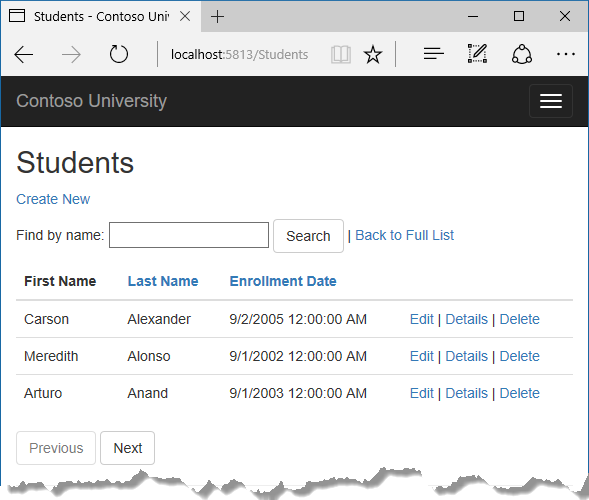 Students - Contoso Uni
localhost:5813/Students
Contoso University
Students
Create New
Find by name: Search | Back to Full List
First Name Last Name Enrollment Date
Carson Alexander 9/2/2005 12:00:00 AM Edit | Details | Delete
Meredith Alonso 9/1/2002 12:00:00 AM Edit | Details | Delete
Arturo Anand 9/1/2003 12:00:00 AM Edit | Details | Delete
Previous Next